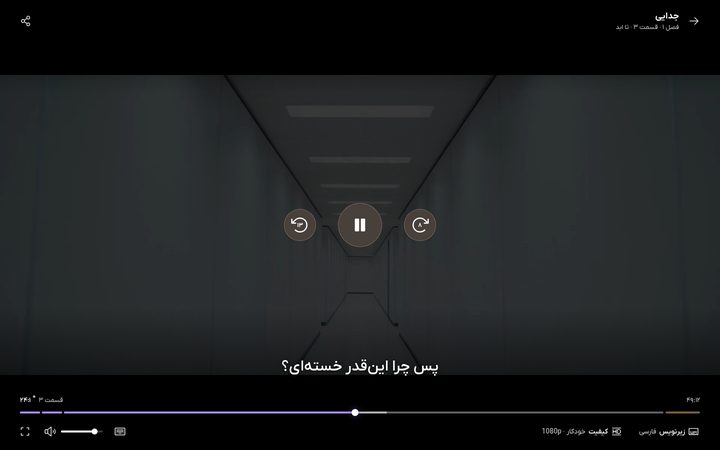 جدایی
فصل ۱ · قسمت ۳ · تا ابد
پس چرا این‌قدر خسته‌ای؟
قسمت ۳
۴۹:۱۲
زیرنویس فارسی
کیفیت خودکار · 1080p
HD